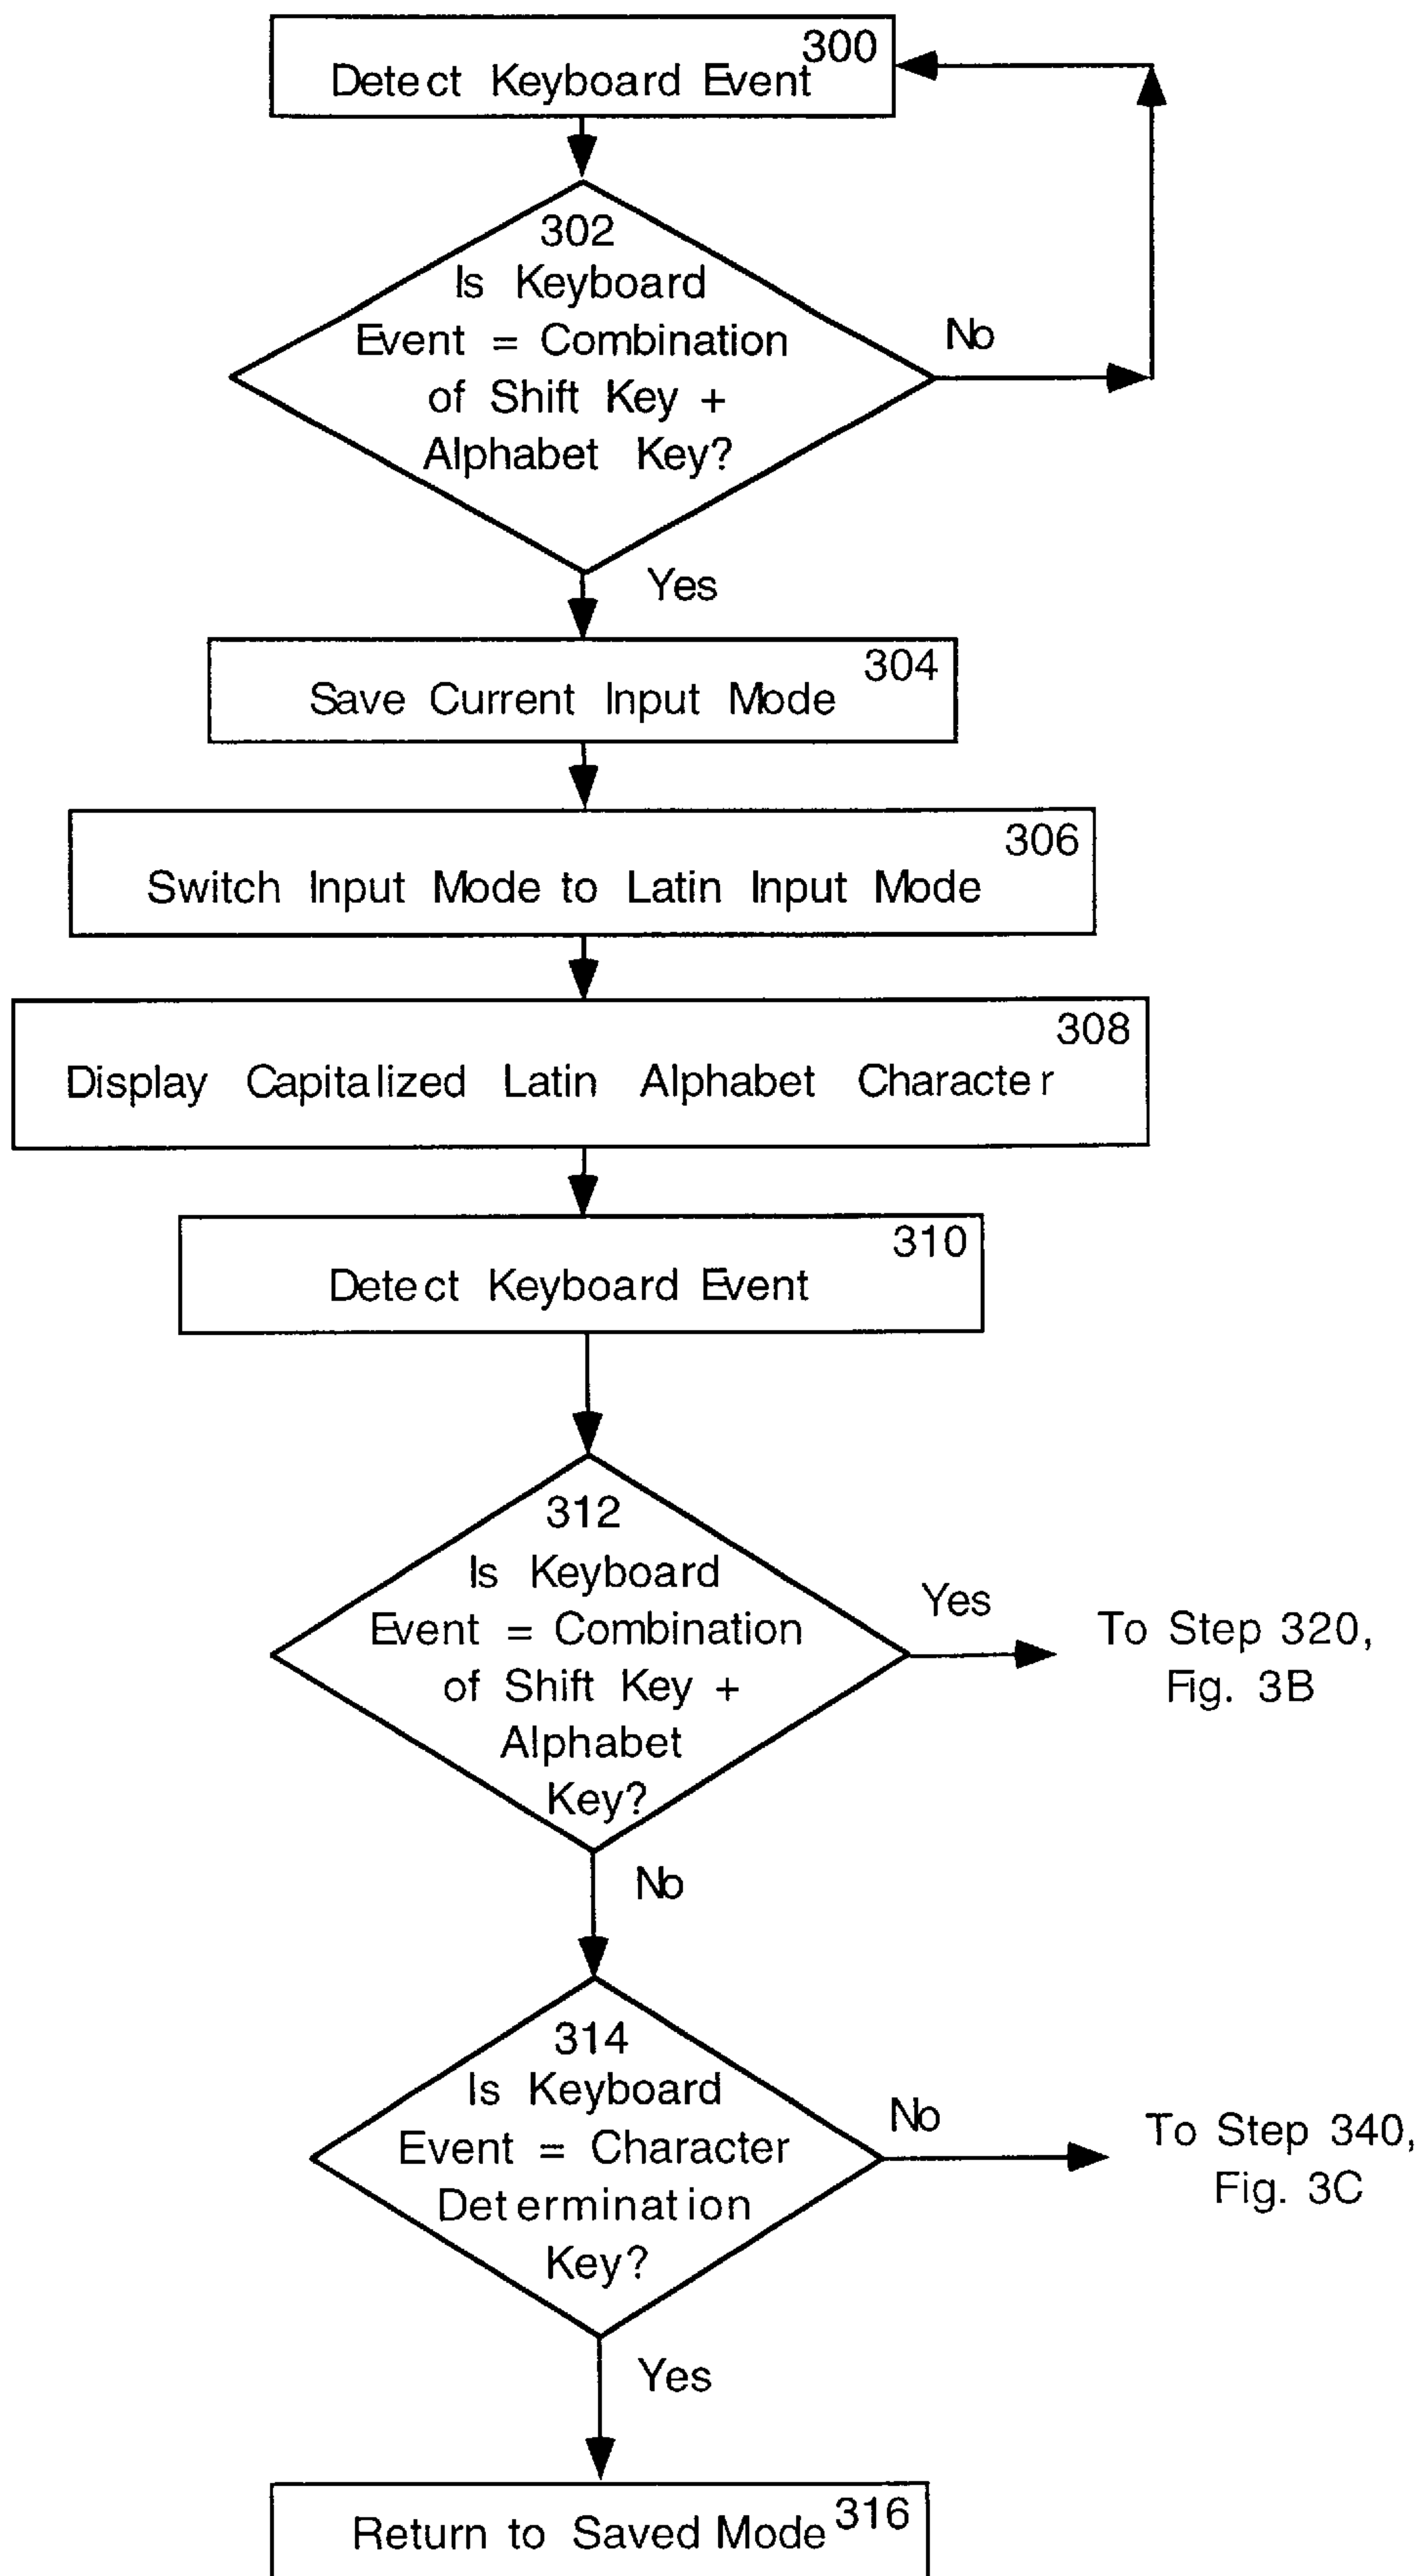 300
Detect Keyboard Event
302
Is Keyboard
Event = Combination
of Shift Key +
Alphabet Key?
No
Yes
304
Save Current Input Mode
306
Switch Input Mode to Latin Input Mode
308
Display Capitalized Latin Alphabet Character
310
Detect Keyboard Event
312
Is Keyboard
Event = Combination
of Shift Key +
Alphabet
Key?
Yes
To Step 320,
Fig. 3B
No
314
Is Keyboard
Event = Character
Determination
Key?
No
To Step 340,
Fig. 3C
Yes
316
Return to Saved Mode